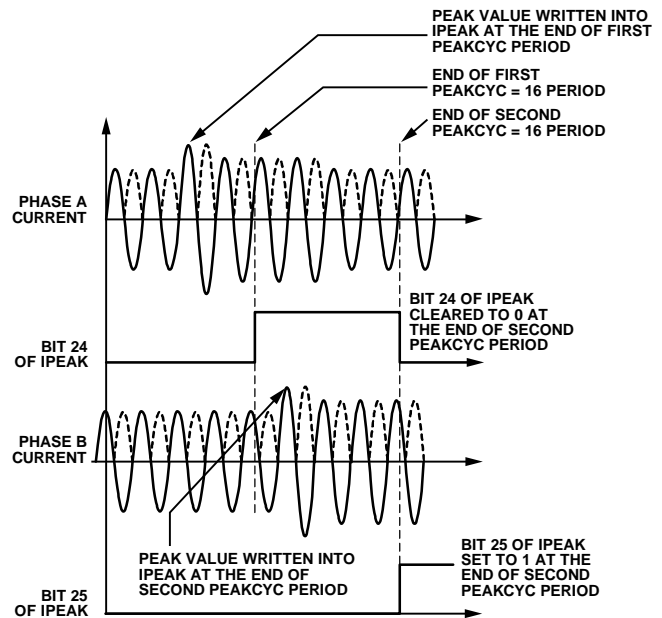 PEAK VALUE WRITTEN INTO
IPEAK AT THE END OF FIRST
PEAKCYC PERIOD
END OF FIRST
PEAKCYC = 16 PERIOD
END OF SECOND
PEAKCYC = 16 PERIOD
PHASE A
CURRENT
BIT 24 OF IPEAK
CLEARED TO 0 AT
THE END OF SECOND
PEAKCYC PERIOD
BIT 24
OF IPEAK
PHASE B
CURRENT
PEAK VALUE WRITTEN INTO
IPEAK AT THE END OF
SECOND PEAKCYC PERIOD
BIT 25 OF IPEAK
SET TO 1 AT THE
END OF SECOND
PEAKCYC PERIOD
BIT 25
OF IPEAK